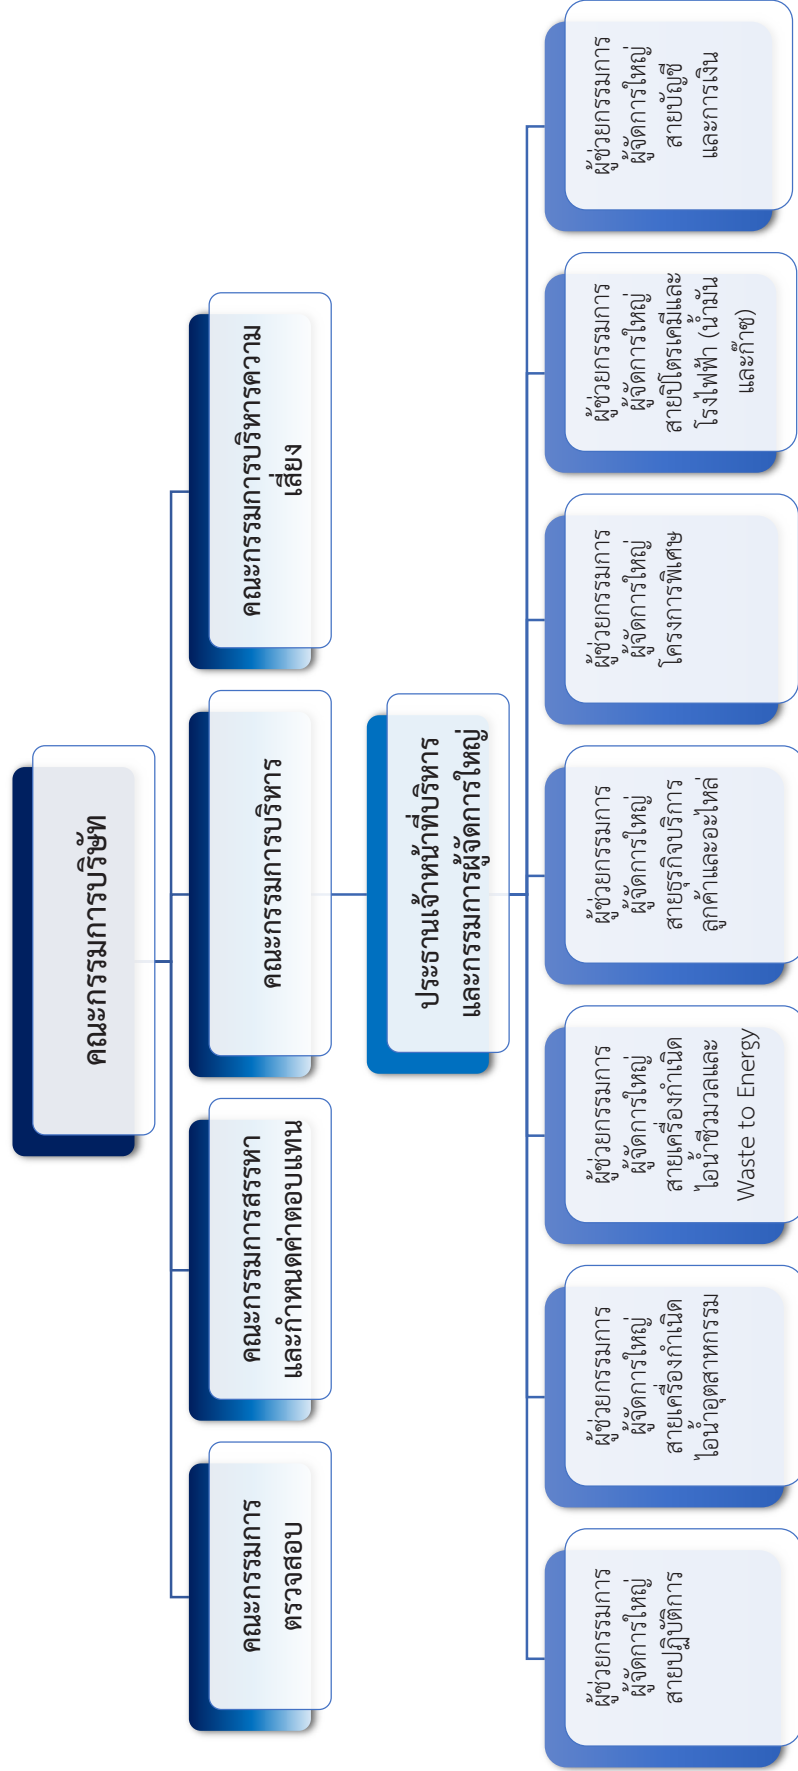 คณะกรรมการบริษัท
คณะกรรมการ
ตรวจสอบ
คณะกรรมการสรรหา
และกำหนดค่าตอบแทน
คณะกรรมการบริหาร
คณะกรรมการบริหารความ
เสี่ยง
ประธานเจ้าหน้าที่บริหาร
และกรรมการผู้จัดการใหญ่
ผู้ช่วยกรรมการ
ผู้จัดการใหญ่
สายปฏิบัติการ
ผู้ช่วยกรรมการ
ผู้จัดการใหญ่
สายเครื่องกำเนิด
ไอน้ำอุตสาหกรรม
ผู้ช่วยกรรมการ
ผู้จัดการใหญ่
สายเครื่องกำเนิด
ไอน้ำชีวมวลและ
Waste to Energy
ผู้ช่วยกรรมการ
ผู้จัดการใหญ่
สายธุรกิจบริการ
ลูกค้าและอะไหล่
ผู้ช่วยกรรมการ
ผู้จัดการใหญ่
โครงการพิเศษ
ผู้ช่วยกรรมการ
ผู้จัดการใหญ่
สายปิโตรเคมีและ
โรงไฟฟ้า (น้ำมัน
และก๊าซ)
ผู้ช่วยกรรมการ
ผู้จัดการใหญ่
สายบัญชี
และการเงิน